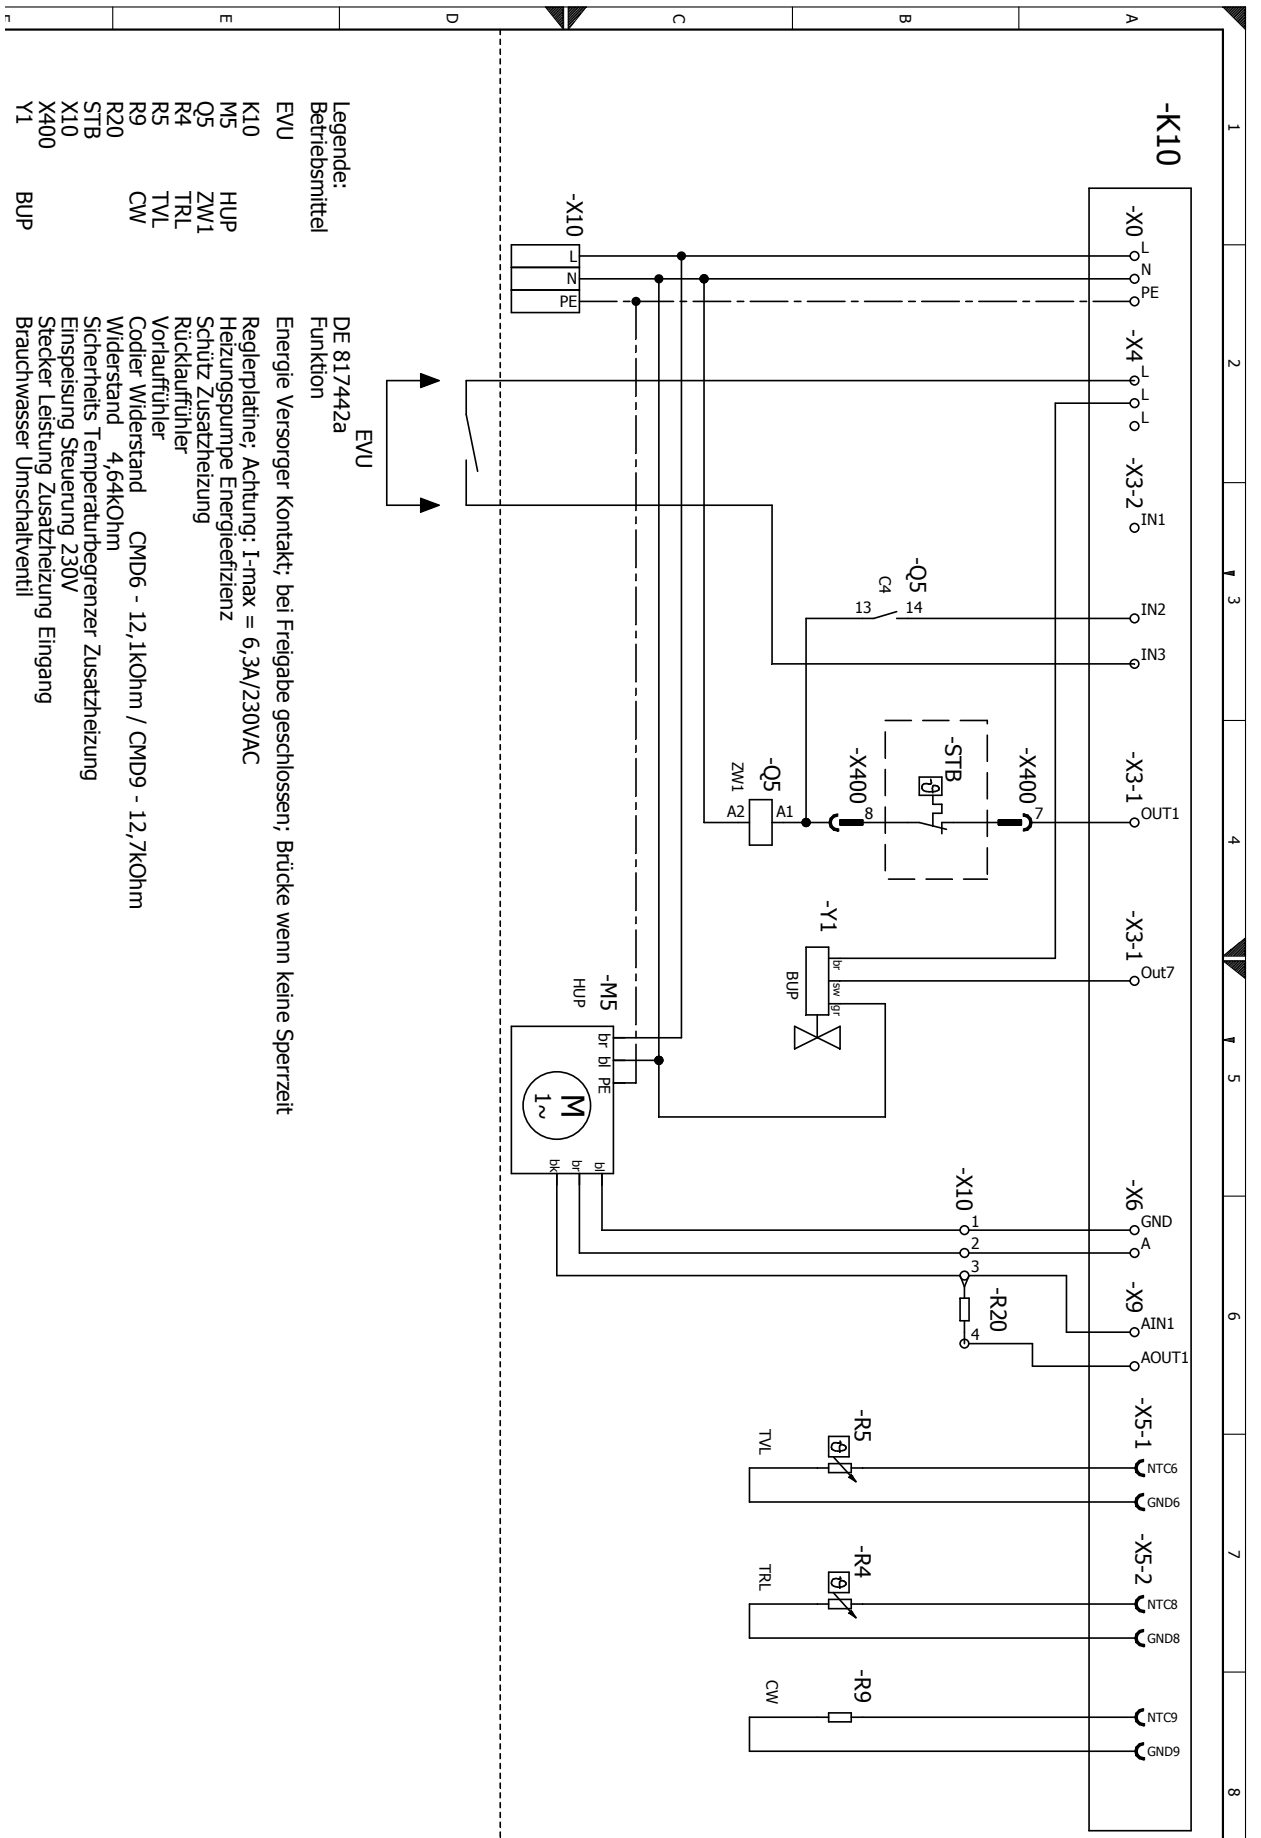 1
2
3
4
5
6
7
8
A
B
C
D
E
F
-K10
-X0
L
N
PE
-X4
L
L
L
-X3-2
IN1
IN2
IN3
-X3-1
OUT1
-X3-1
Out7
-X6
GND
A
-X9
AIN1
AOUT1
-X5-1
NTC6
GND6
-X5-2
NTC8
GND8
NTC9
GND9
-X400
7
-STB
ϑ
-X400
8
-Q5
C4
13
14
-Q5
ZW1
A1
A2
-Y1
BUP
br
sw
gr
-X10
1
2
3
4
-R20
-R5
ϑ
TVL
-R4
ϑ
TRL
-R9
CW
-X10
L
N
PE
-M5
HUP
br
bl
PE
M
1~
bk
br
bl
EVU
Legende: DE 817442a
Betriebsmittel Funktion
EVU Energie Versorger Kontakt; bei Freigabe geschlossen; Brücke wenn keine Sperrzeit
K10 Reglerplatine; Achtung: I-max = 6,3A/230VAC
M5 HUP Heizungspumpe Energieeffizienz
Q5 ZW1 Schütz Zusatzheizung
R4 TRL Rücklauffühler
R5 TVL Vorlauffühler
R9 CW Codier Widerstand CMD6 - 12,1kOhm / CMD9 - 12,7kOhm
R20 Widerstand 4,64kOhm
STB Sicherheits Temperaturbegrenzer Zusatzheizung
X10 Einspeisung Steuerung 230V
X400 Stecker Leistung Zusatzheizung Eingang
Y1 BUP Brauchwasser Umschaltventil